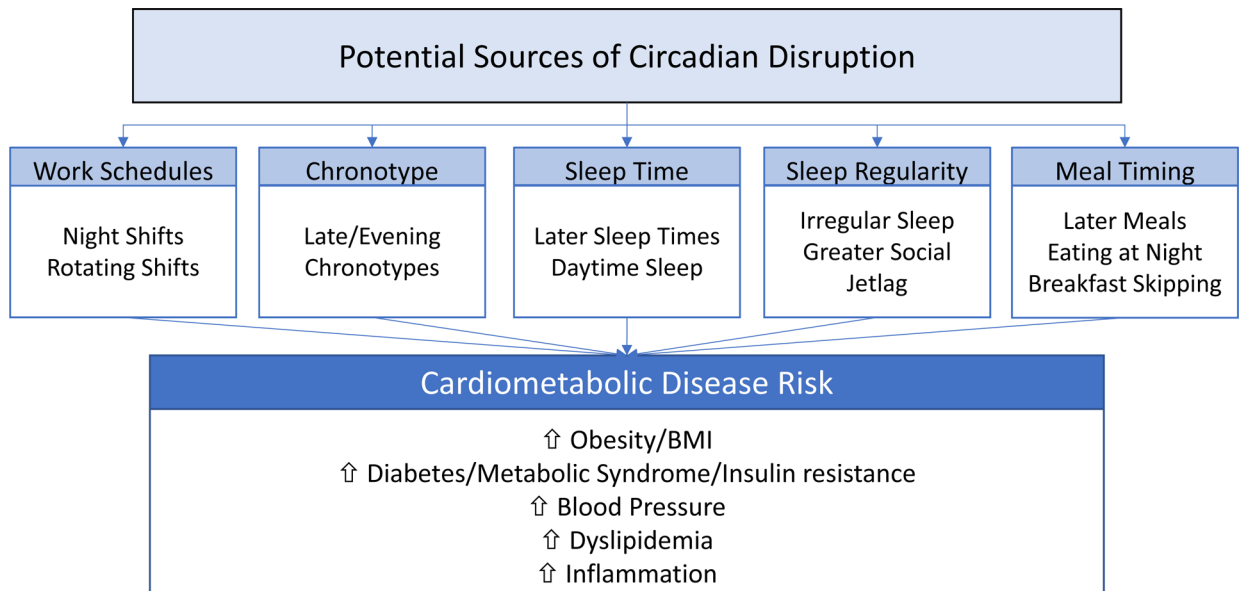 Potential Sources of Circadian Disruption
Work Schedules
Night Shifts
Rotating Shifts
Chronotype
Late/Evening
Chronotypes
Sleep Time
Later Sleep Times
Daytime Sleep
Sleep Regularity
Irregular Sleep
Greater Social
Jetlag
Meal Timing
Later Meals
Eating at Night
Breakfast Skipping
Cardiometabolic Disease Risk
⇧ Obesity/BMI
⇧ Diabetes/Metabolic Syndrome/Insulin resistance
⇧ Blood Pressure
⇧ Dyslipidemia
⇧ Inflammation